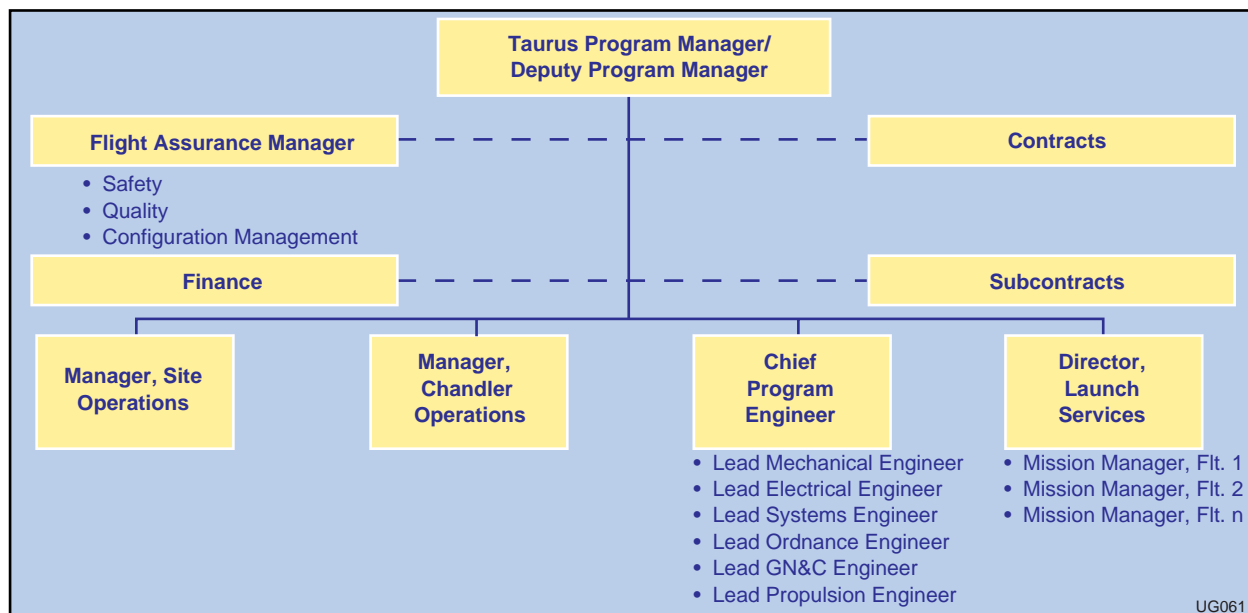 Taurus Program Manager/
Deputy Program Manager
Flight Assurance Manager
Contracts
• Safety
• Quality
• Configuration Management
Finance
Subcontracts
Manager, Site
Operations
Manager,
Chandler
Operations
Chief
Program
Engineer
Director,
Launch
Services
• Lead Mechanical Engineer
• Lead Electrical Engineer
• Lead Systems Engineer
• Lead Ordnance Engineer
• Lead GN&C Engineer
• Lead Propulsion Engineer
• Mission Manager, Flt. 1
• Mission Manager, Flt. 2
• Mission Manager, Flt. n
UG061